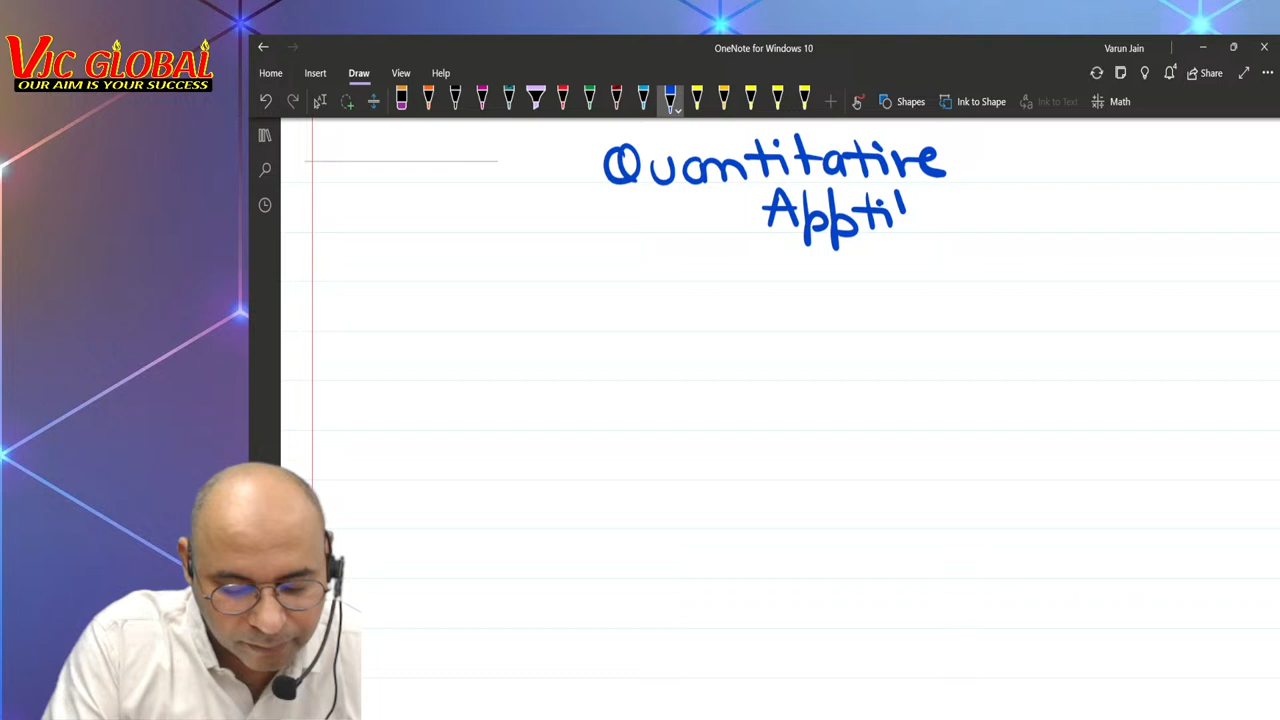 VJC GLOBAL
OUR AIM IS YOUR SUCCESS
OneNote for Windows 10
Varun Jain
Home Insert Draw View Help
4
Share
Shapes
Ink to Shape
Ink to Text
Math
Quantitative
Appti